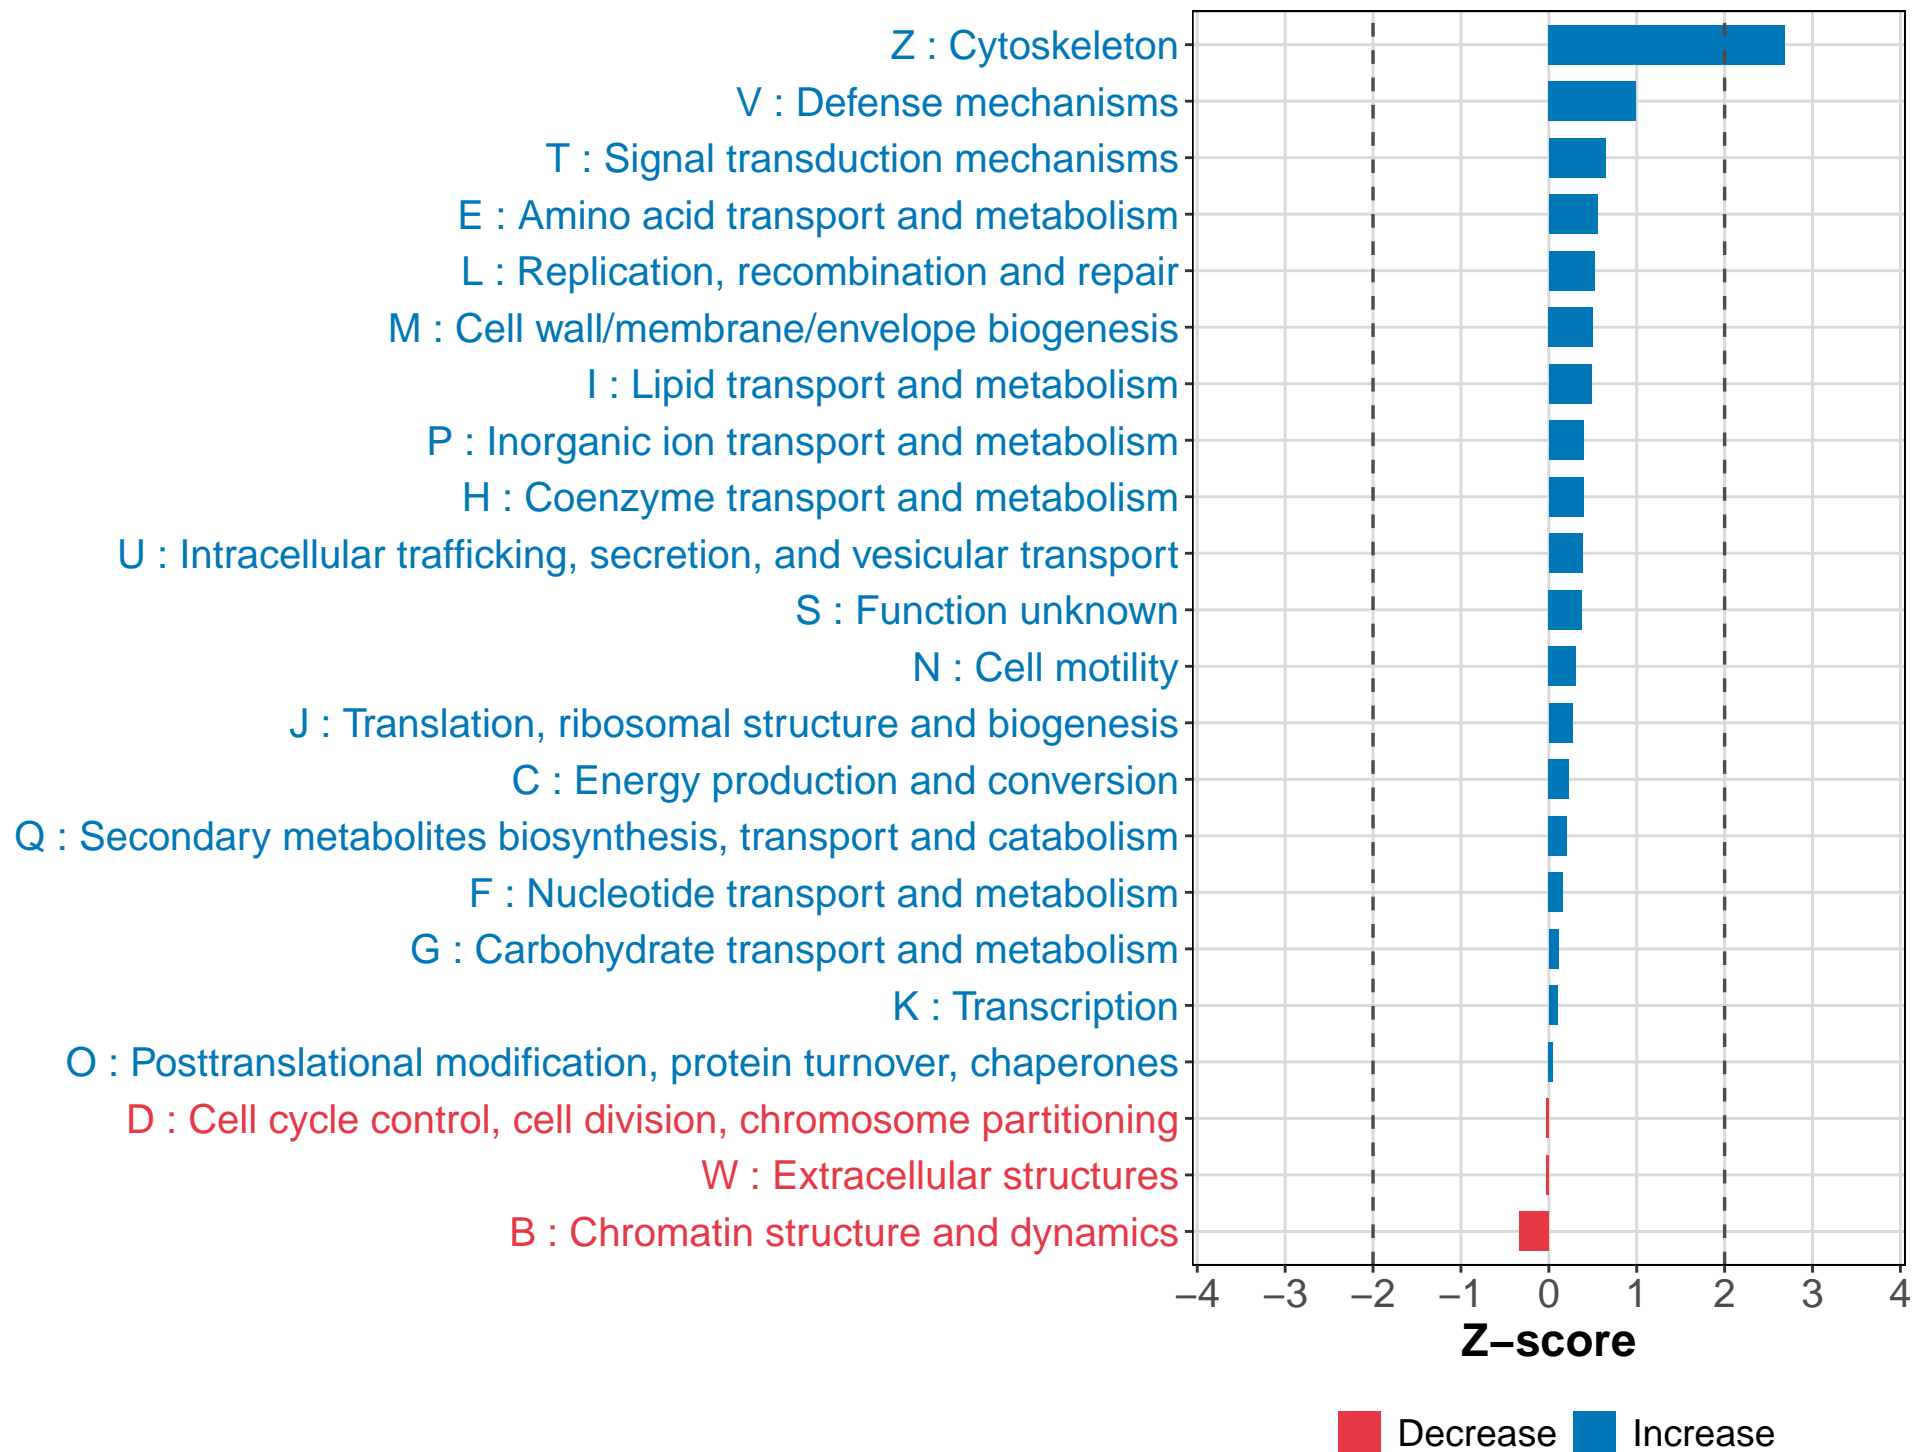 Z : Cytoskeleton
V : Defense mechanisms
T : Signal transduction mechanisms
E : Amino acid transport and metabolism
L : Replication, recombination and repair
M : Cell wall/membrane/envelope biogenesis
I : Lipid transport and metabolism
P : Inorganic ion transport and metabolism
H : Coenzyme transport and metabolism
U : Intracellular trafficking, secretion, and vesicular transport
S : Function unknown
N : Cell motility
J : Translation, ribosomal structure and biogenesis
C : Energy production and conversion
Q : Secondary metabolites biosynthesis, transport and catabolism
F : Nucleotide transport and metabolism
G : Carbohydrate transport and metabolism
K : Transcription
O : Posttranslational modification, protein turnover, chaperones
D : Cell cycle control, cell division, chromosome partitioning
W : Extracellular structures
B : Chromatin structure and dynamics
−4 −3 −2 −1 0 1 2 3 4
Z−score
Decrease Increase